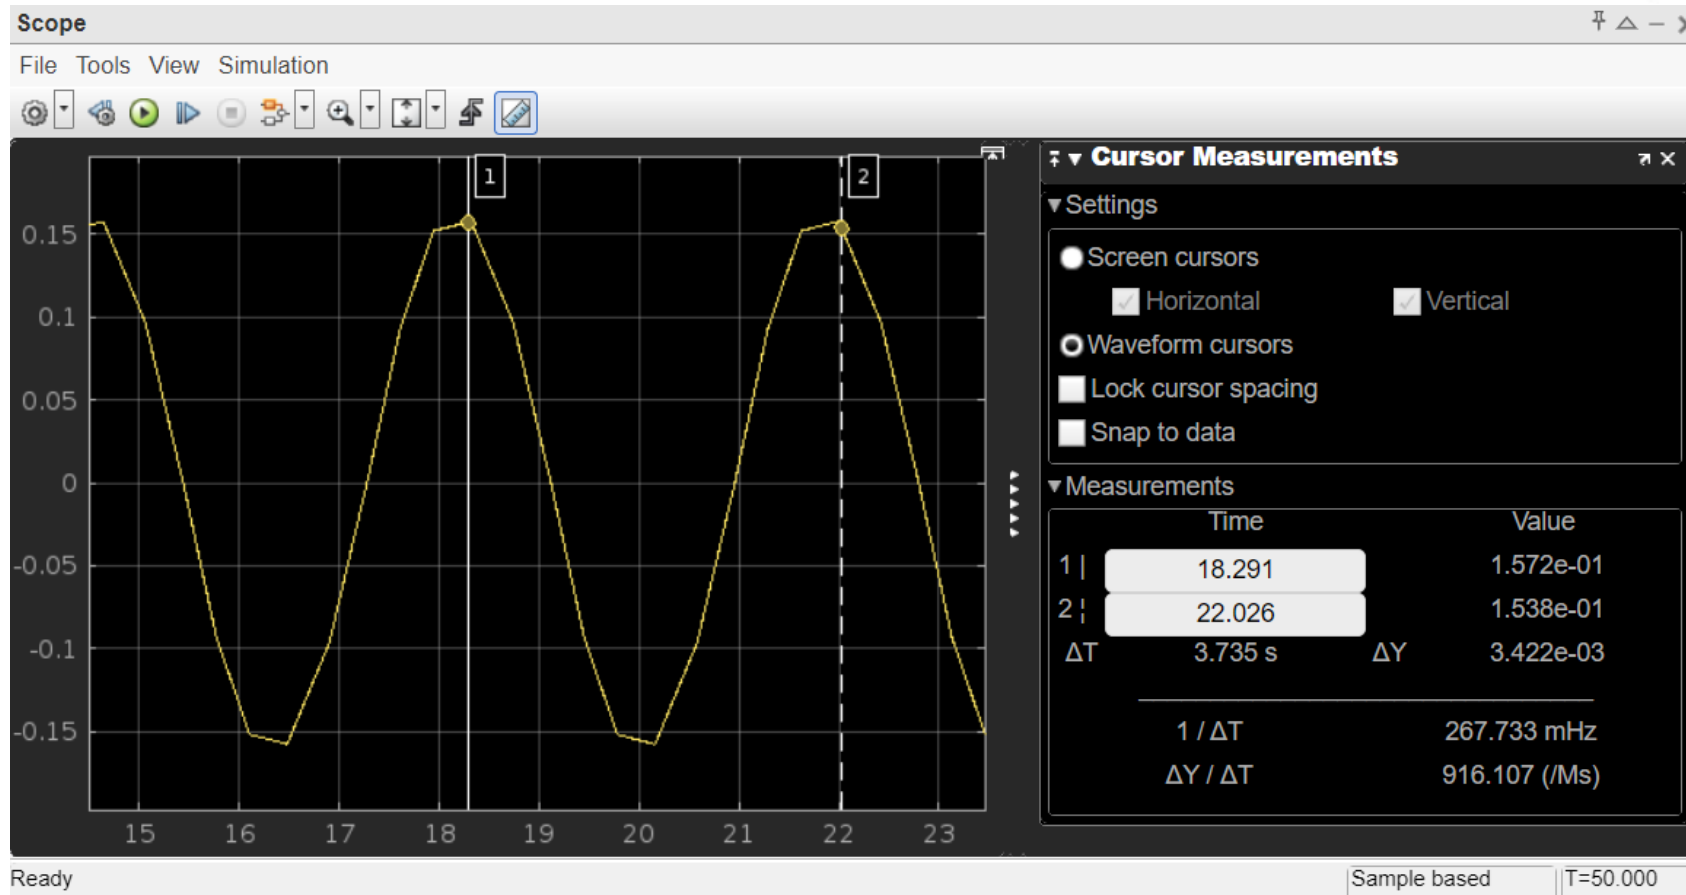 Scope
File Tools View Simulation
1
2
0.15
0.1
0.05
0
-0.05
-0.1
-0.15
15 16 17 18 19 20 21 22 23
Cursor Measurements
Settings
Screen cursors
Horizontal Vertical
Waveform cursors
Lock cursor spacing
Snap to data
Measurements
Time Value
1 | 18.291 1.572e-01
2 ¦ 22.026 1.538e-01
ΔT 3.735 s ΔY 3.422e-03
1 / ΔT 267.733 mHz
ΔY / ΔT 916.107 (/Ms)
Ready Sample based T=50.000